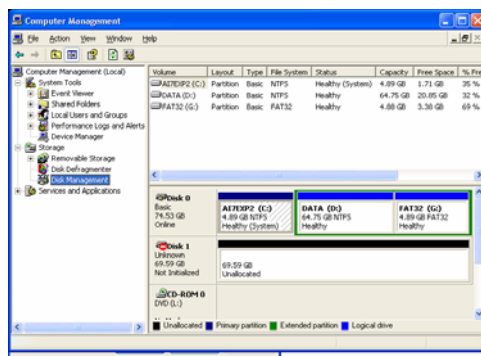 Computer Management
File Action View Window Help
Computer Management (Local)
System Tools
Event Viewer
Shared Folders
Local Users and Groups
Performance Logs and Alerts
Device Manager
Storage
Removable Storage
Disk Defragmenter
Disk Management
Services and Applications
Volume Layout Type File System Status Capacity Free Space % Fre
(C:) Partition Basic NTFS Healthy (System) 4.89 GB 1.71 GB 35 %
DATA (D:) Partition Basic NTFS Healthy 64.75 GB 20.85 GB 32 %
FAT32 (G:) Partition Basic FAT32 Healthy 4.88 GB 3.38 GB 69 %
Disk 0
Basic
74.53 GB
Online
(C:)
4.89 GB NTFS
Healthy (System)
DATA (D:)
64.75 GB NTFS
Healthy
FAT32 (G:)
4.89 GB FAT32
Healthy
Disk 1
Unknown
69.59 GB
Not Initialized
69.59 GB
Unallocated
CD-ROM 0
DVD (L:)
Unallocated Primary partition Extended partition Logical drive